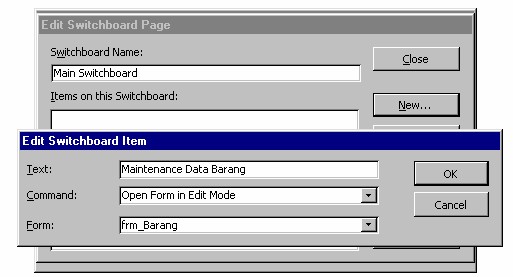 Edit Switchboard Page
Switchboard Name:
Main Switchboard
Close
Items on this Switchboard:
New...
Edit Switchboard Item
Text:
Maintenance Data Barang
OK
Command:
Open Form in Edit Mode
Cancel
Form:
frm_Barang